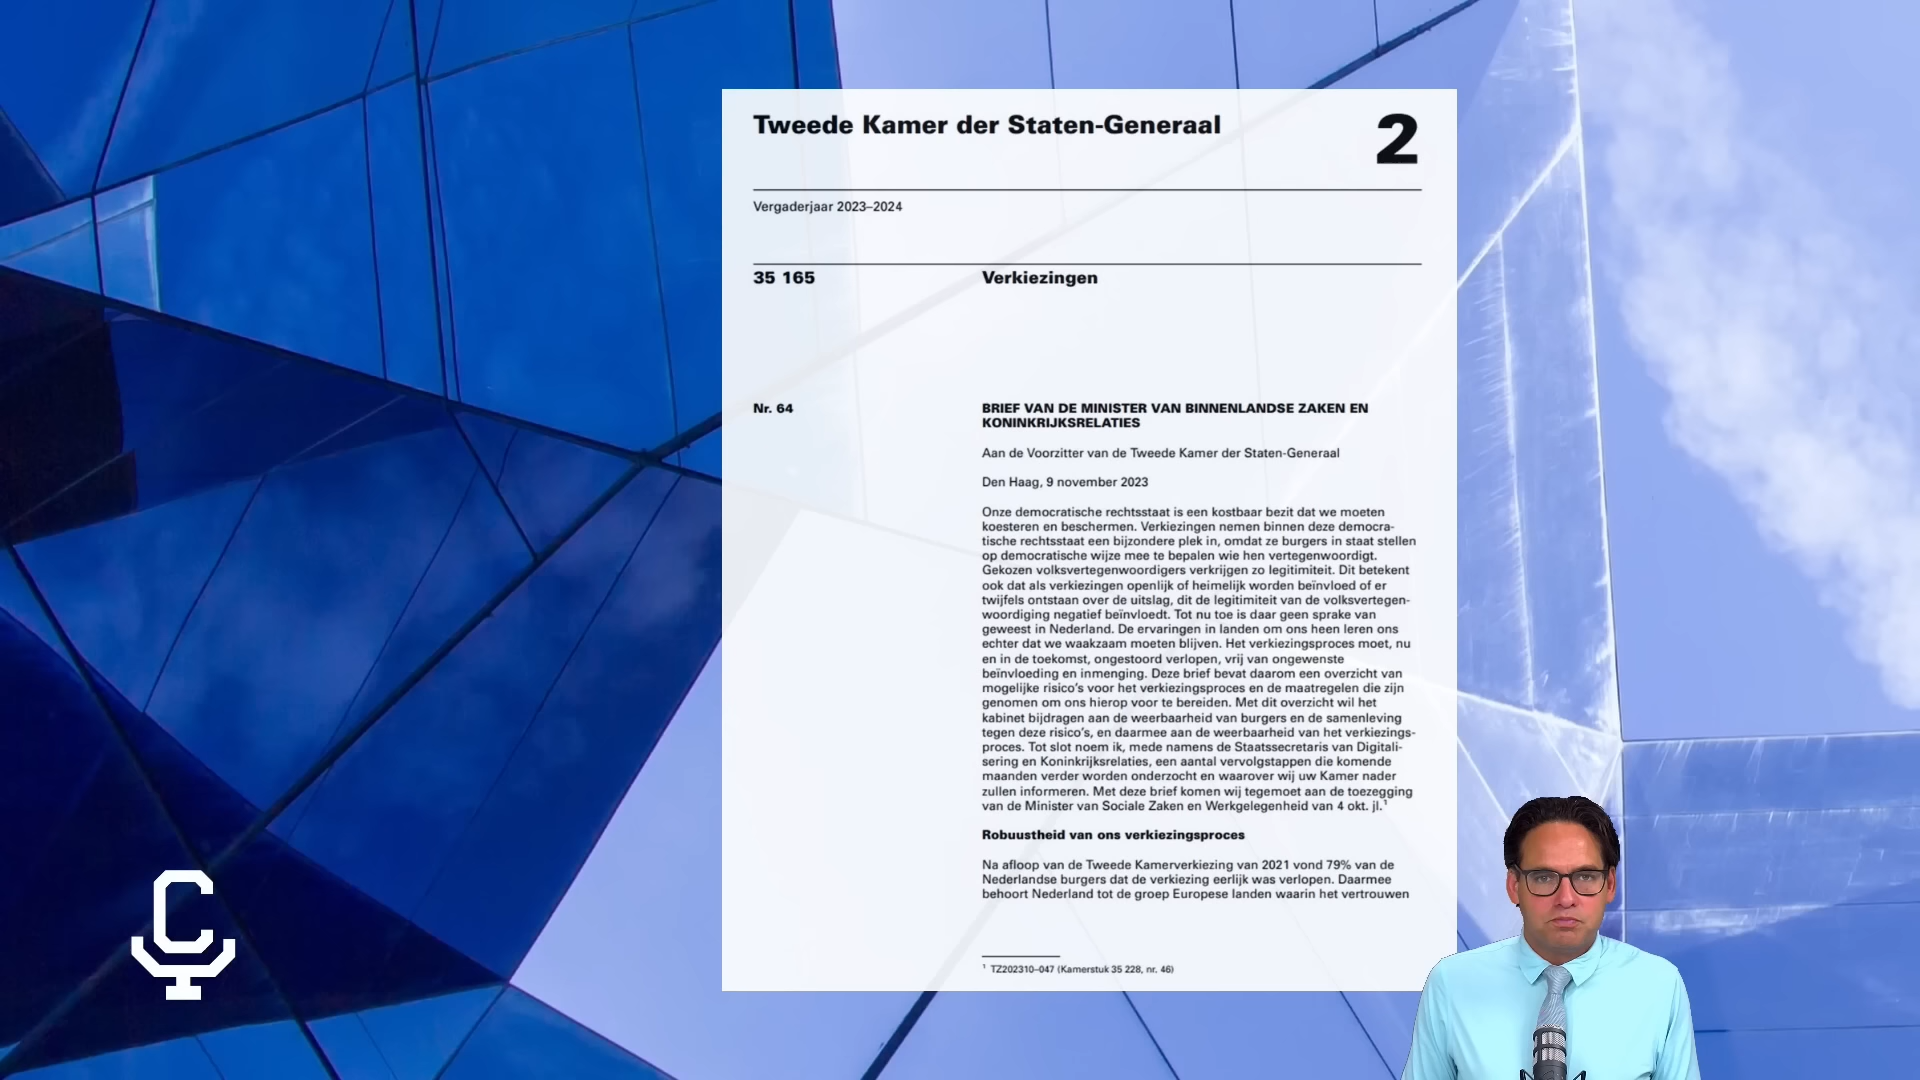 Tweede Kamer der Staten-Generaal
2
Vergaderjaar 2023–2024
35 165
Verkiezingen
Nr. 64
BRIEF VAN DE MINISTER VAN BINNENLANDSE ZAKEN EN
KONINKRIJKSRELATIES
Aan de Voorzitter van de Tweede Kamer der Staten-Generaal
Den Haag, 9 november 2023
Onze democratische rechtsstaat is een kostbaar bezit dat we moeten
koesteren en beschermen. Verkiezingen nemen binnen deze democra-
tische rechtsstaat een bijzondere plek in, omdat ze burgers in staat stellen
op democratische wijze mee te bepalen wie hen vertegenwoordigt.
Gekozen volksvertegenwoordigers verkrijgen zo legitimiteit. Dit betekent
ook dat als verkiezingen openlijk of heimelijk worden beïnvloed of er
twijfels ontstaan over de uitslag, dit de legitimiteit van de volksvertegen-
woordiging negatief beïnvloedt. Tot nu toe is daar geen sprake van
geweest in Nederland. De ervaringen in landen om ons heen leren ons
echter dat we waakzaam moeten blijven. Het verkiezingsproces moet, nu
en in de toekomst, ongestoord verlopen, vrij van ongewenste
beïnvloeding en inmenging. Deze brief bevat daarom een overzicht van
mogelijke risico's voor het verkiezingsproces en de maatregelen die zijn
genomen om ons hierop voor te bereiden. Met dit overzicht wil het
kabinet bijdragen aan de weerbaarheid van burgers en de samenleving
tegen deze risico's, en daarmee aan de weerbaarheid van het verkiezings-
proces. Tot slot noem ik, mede namens de Staatssecretaris van Digitali-
sering en Koninkrijksrelaties, een aantal vervolgstappen die komende
maanden verder worden onderzocht en waarover wij uw Kamer nader
zullen informeren. Met deze brief komen wij tegemoet aan de toezegging
van de Minister van Sociale Zaken en Werkgelegenheid van 4 okt. jl.¹
Robuustheid van ons verkiezingsproces
Na afloop van de Tweede Kamerverkiezing van 2021 vond 79% van de
Nederlandse burgers dat de verkiezing eerlijk was verlopen. Daarmee
behoort Nederland tot de groep Europese landen waarin het vertrouwen
¹ TZ202310–047 (Kamerstuk 35 228, nr. 46)